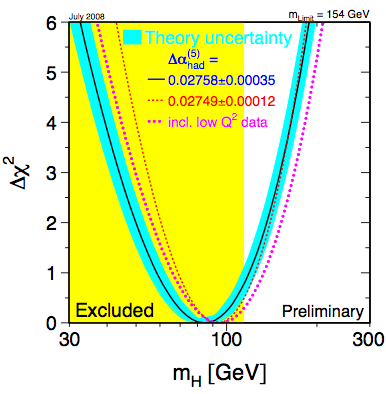 July 2008
m_Limit = 154 GeV
6
5
4
3
2
1
0
Δχ²
Theory uncertainty
Δα_had^(5) =
0.02758±0.00035
0.02749±0.00012
incl. low Q² data
Excluded
Preliminary
30
100
300
m_H [GeV]